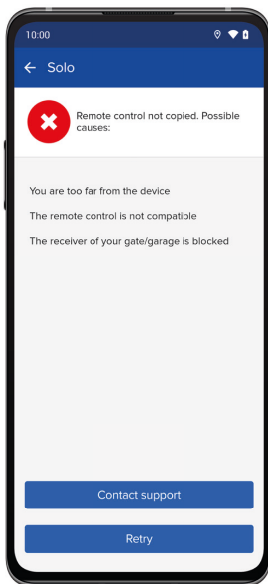 10:00
Solo
Remote control not copied. Possible
causes:
You are too far from the device
The remote control is not compatible
The receiver of your gate/garage is blocked
Contact support
Retry